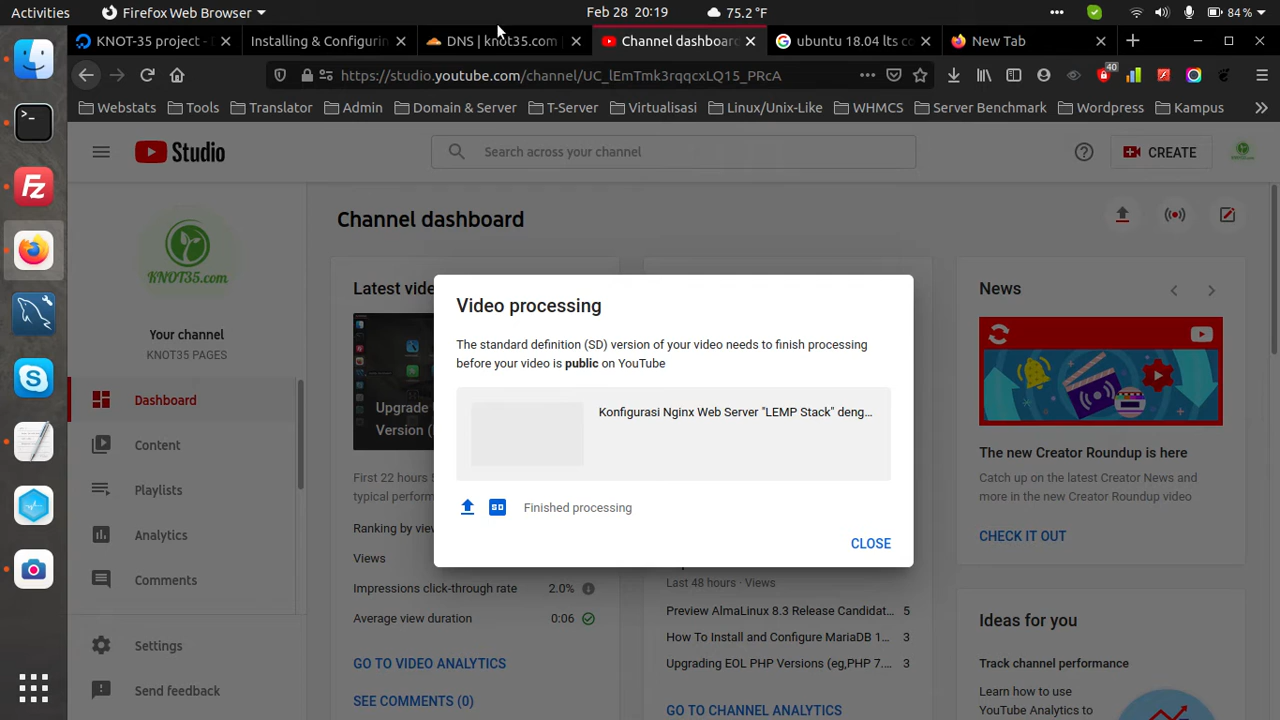 Activities
Firefox Web Browser
Feb 28 20:19
75.2 °F
84 %
KNOT-35 project -
Installing & Configurin
DNS | knot35.com
Channel dashboar
ubuntu 18.04 lts co
New Tab
https://studio.youtube.com/channel/UC_lEmTmk3rqqcxLQ15_PRcA
40
Webstats
Tools
Translator
Admin
Domain & Server
T-Server
Virtualisasi
Linux/Unix-Like
WHMCS
Server Benchmark
Wordpress
Kampus
Studio
Search across your channel
CREATE
KNOT35.com
Your channel
KNOT35 PAGES
Dashboard
Content
Playlists
Analytics
Comments
Settings
Send feedback
Channel dashboard
Latest vide
Upgrade
Version (
First 22 hours
typical perform
Ranking by view
Views
Impressions click-through rate 2.0%
Average view duration 0:06
GO TO VIDEO ANALYTICS
SEE COMMENTS (0)
Video processing
The standard definition (SD) version of your video needs to finish processing
before your video is public on YouTube
Konfigurasi Nginx Web Server "LEMP Stack" deng...
SD
Finished processing
CLOSE
Last 48 hours · Views
Preview AlmaLinux 8.3 Release Candidat... 5
How To Install and Configure MariaDB 1... 3
Upgrading EOL PHP Versions (eg,PHP 7.... 3
GO TO CHANNEL ANALYTICS
News
The new Creator Roundup is here
Catch up on the latest Creator News and
more in the new Creator Roundup video
CHECK IT OUT
Ideas for you
Track channel performance
Learn how to use
YouTube Analytics to